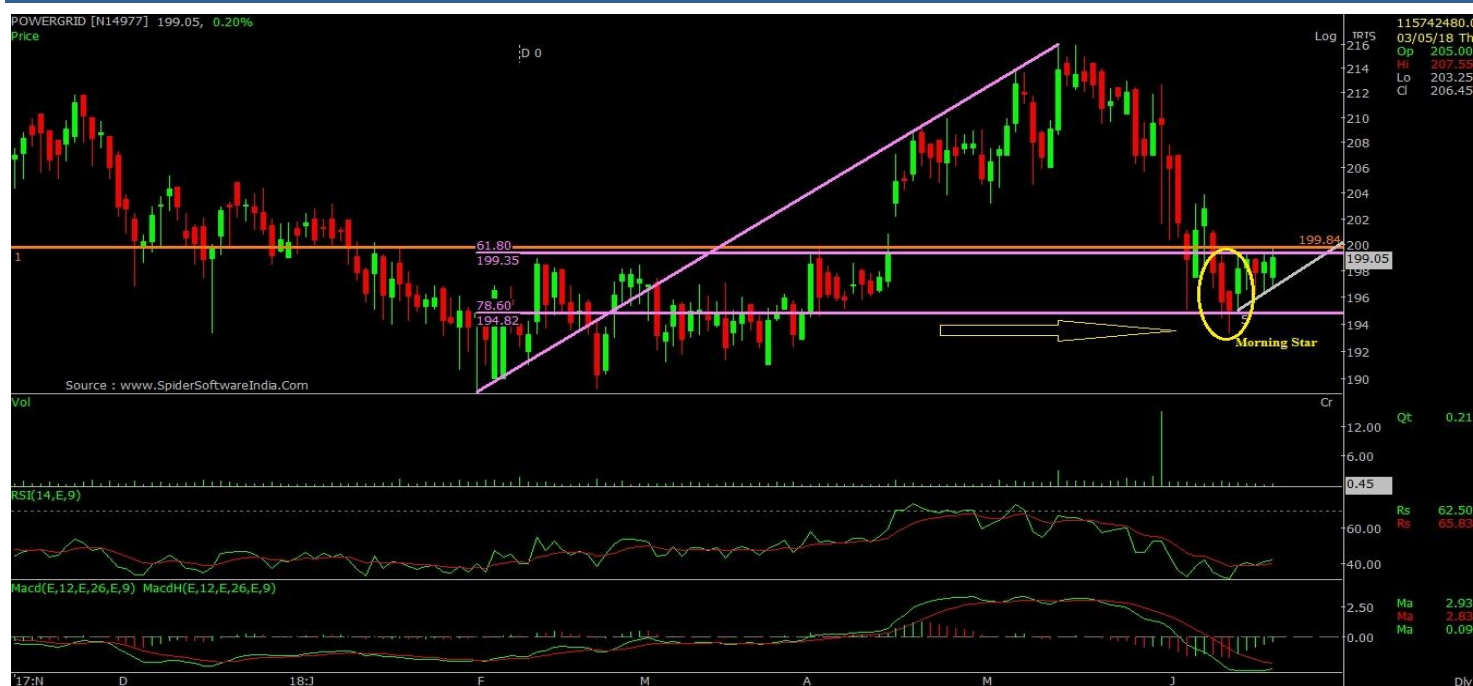 POWERGRID [N14977] 199.05, 0.20%
Price
D 0
Log
IRIS
115742480.0
03/05/18 Th
Op 205.00
Hi 207.55
Lo 203.25
Cl 206.45
216
214
212
210
208
206
204
202
200
199.05
198
196
194
192
190
199.84
1
61.80
199.35
78.60
194.82
5
Morning Star
Source : www.SpiderSoftwareIndia.Com
Vol
Cr
12.00
6.00
0.45
Qt 0.21
RSI(14,E,9)
60.00
40.00
Rs 62.50
Rs 65.83
Macd(E,12,E,26,E,9) MacdH(E,12,E,26,E,9)
2.50
0.00
Ma 2.93
Ma 2.83
Ma 0.09
'17:N D 18:J F M A M J Dly